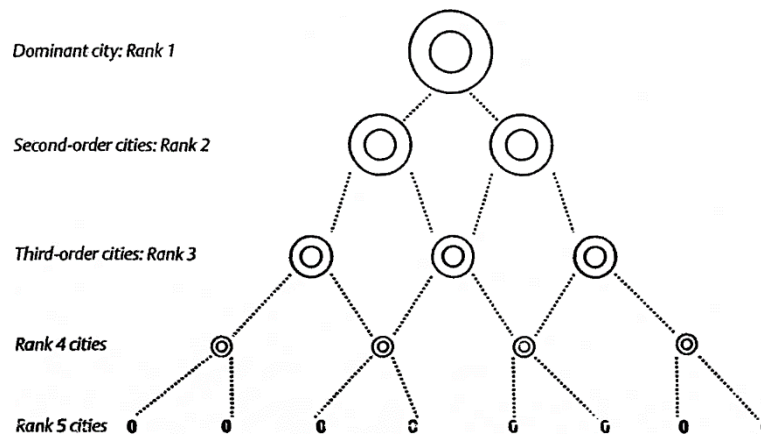 Dominant city: Rank 1
Second-order cities: Rank 2
Third-order cities: Rank 3
Rank 4 cities
Rank 5 cities